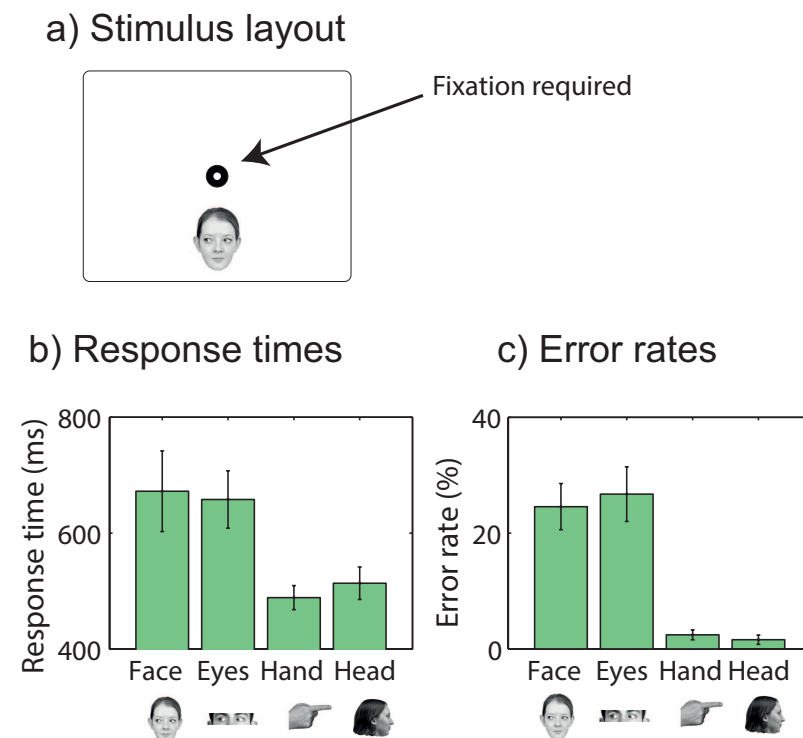 a) Stimulus layout
Fixation required
b) Response times
Response time (ms)
800
600
400
Face Eyes Hand Head
c) Error rates
Error rate (%)
40
20
0
Face Eyes Hand Head